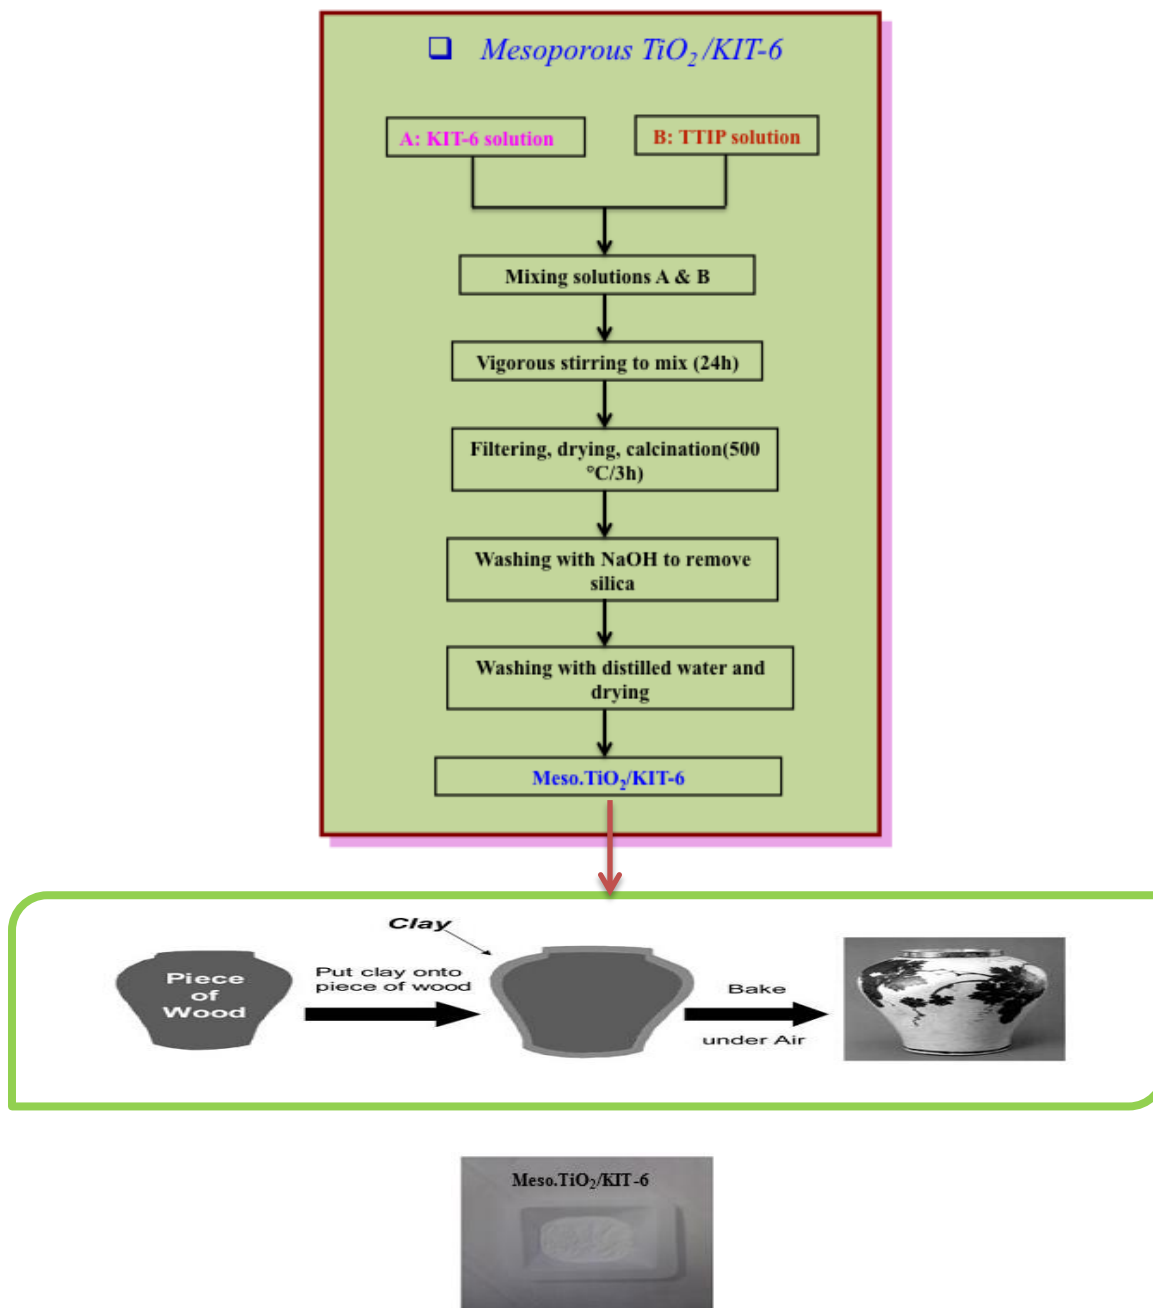 ❑ Mesoporous TiO₂/KIT-6
A: KIT-6 solution
B: TTIP solution
Mixing solutions A & B
Vigorous stirring to mix (24h)
Filtering, drying, calcination(500
°C/3h)
Washing with NaOH to remove
silica
Washing with distilled water and
drying
Meso.TiO₂/KIT-6
Clay
Piece
of
Wood
Put clay onto
piece of wood
Bake
under Air
Meso.TiO₂/KIT-6